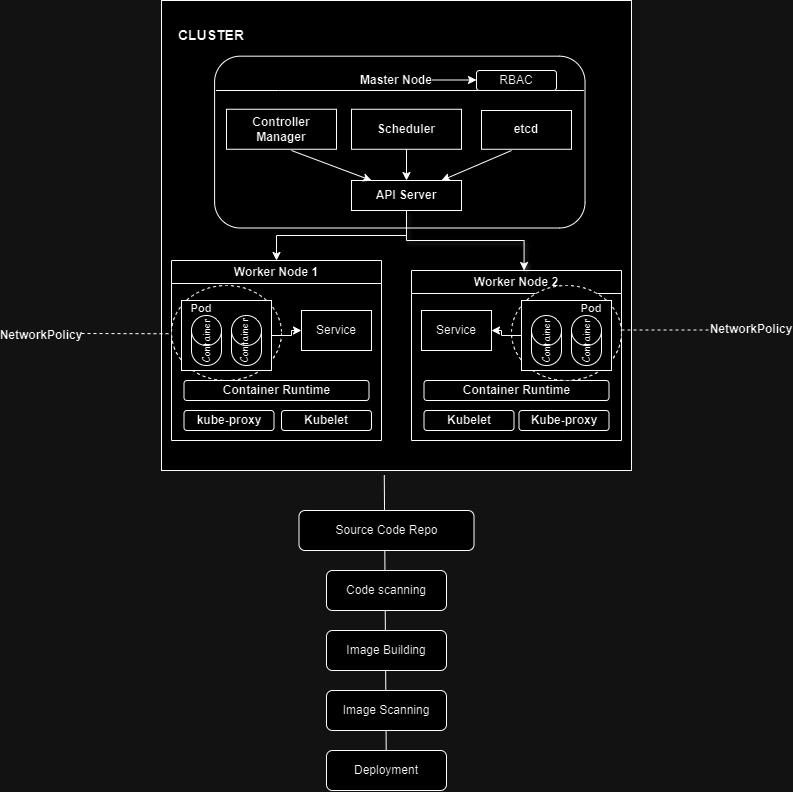 CLUSTER
Master Node
RBAC
Controller
Manager
Scheduler
etcd
API Server
Worker Node 1
Pod
Container
Container
Service
Container Runtime
kube-proxy
Kubelet
NetworkPolicy
Worker Node 2
Service
Pod
Container
Container
Container Runtime
Kubelet
Kube-proxy
NetworkPolicy
Source Code Repo
Code scanning
Image Building
Image Scanning
Deployment